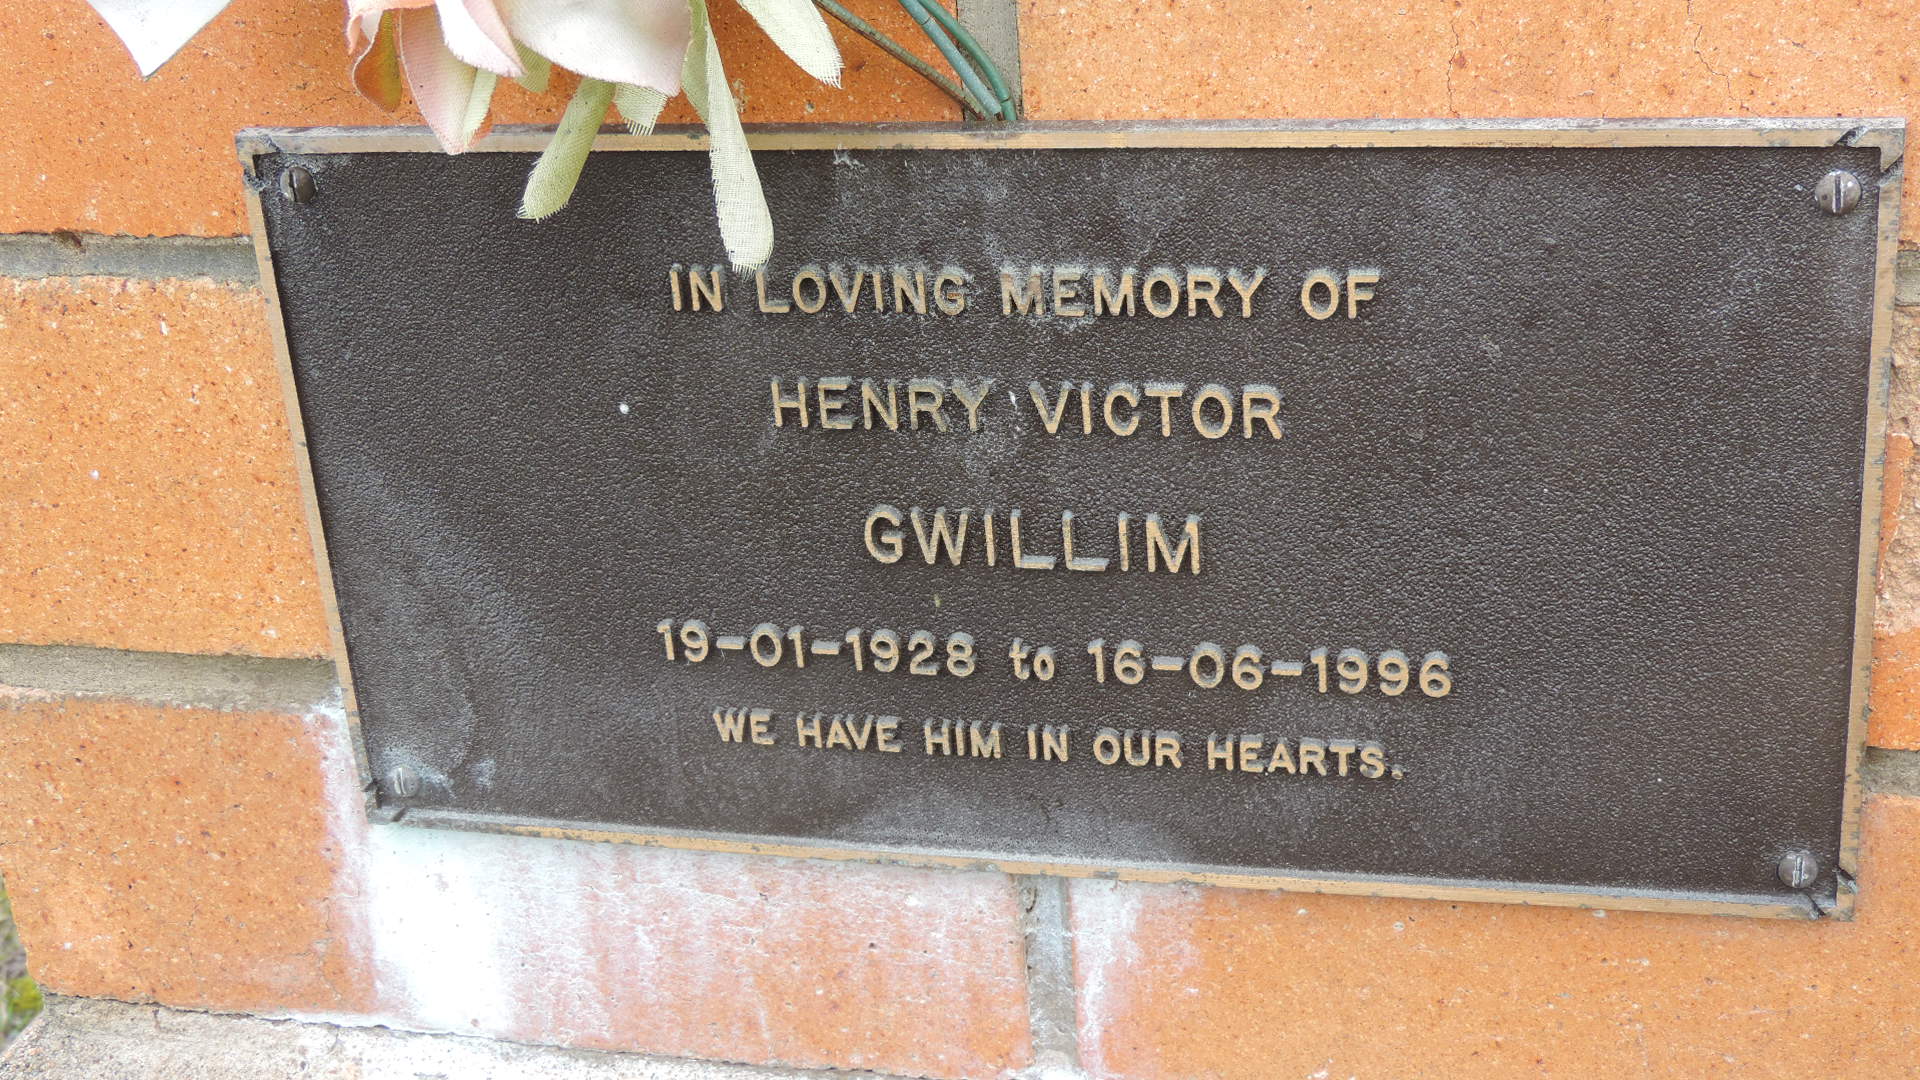 IN LOVING MEMORY OF
HENRY VICTOR
GWILLIM
19-01-1928 to 16-06-1996
WE HAVE HIM IN OUR HEARTS.